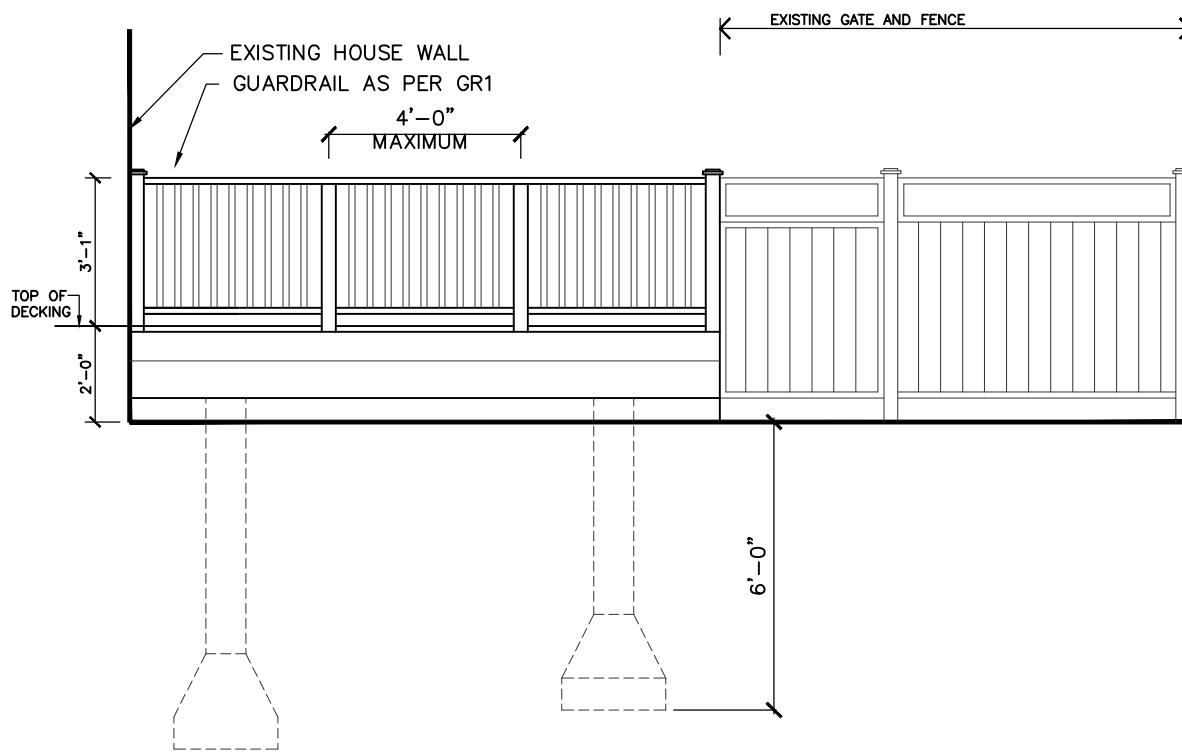 EXISTING GATE AND FENCE
EXISTING HOUSE WALL
GUARDRAIL AS PER GR1
4'-0"
MAXIMUM
3'-1"
TOP OF
DECKING
2'-0"
6'-0"